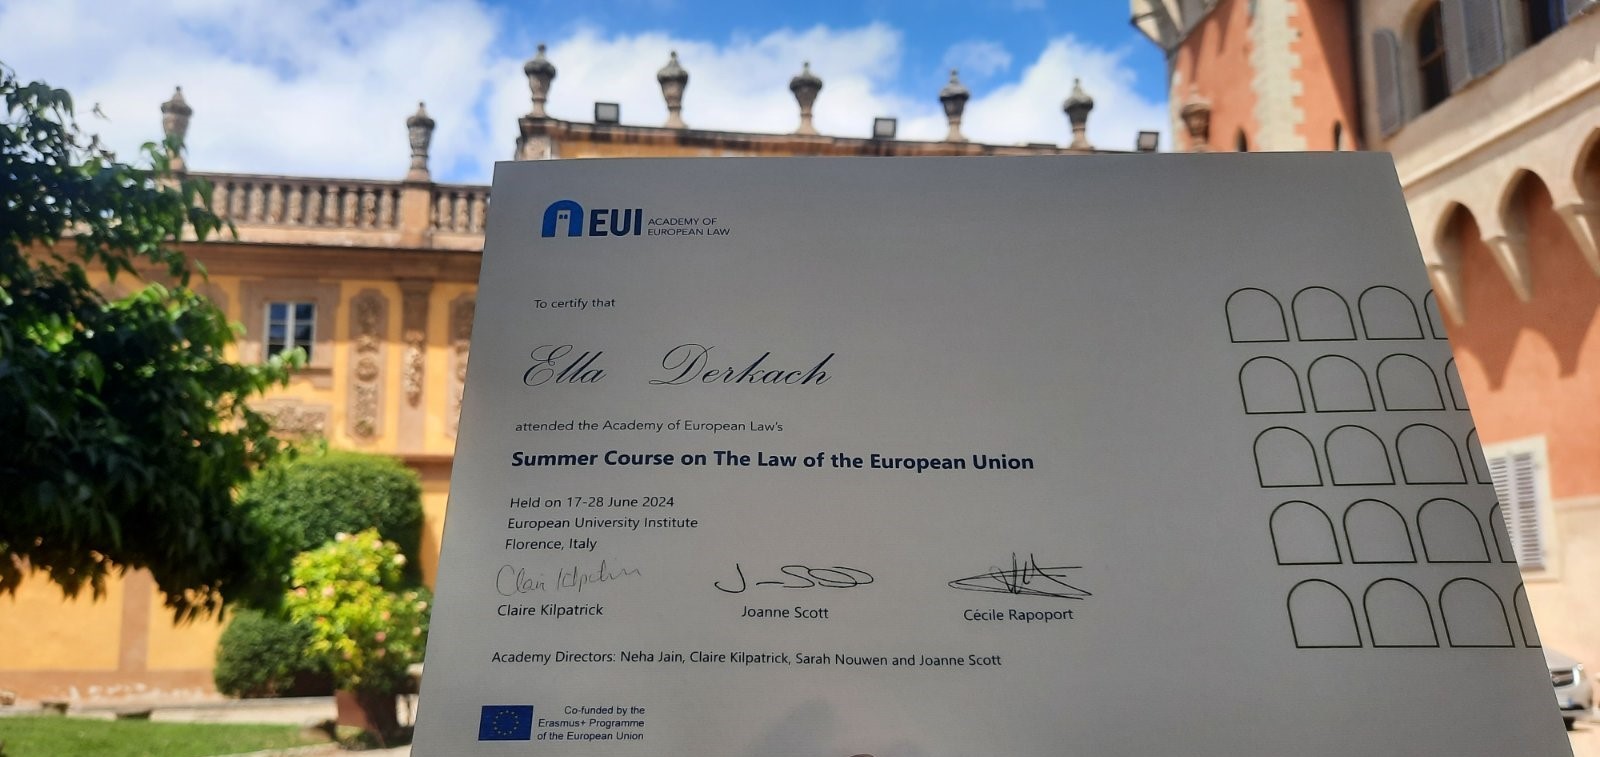 EUI ACADEMY OF
EUROPEAN LAW
To certify that
Ella Derkach
attended the Academy of European Law's
Summer Course on The Law of the European Union
Held on 17-28 June 2024
European University Institute
Florence, Italy
Claire Kilpatrick
Joanne Scott
Cécile Rapoport
Academy Directors: Neha Jain, Claire Kilpatrick, Sarah Nouwen and Joanne Scott
Co-funded by the
Erasmus+ Programme
of the European Union